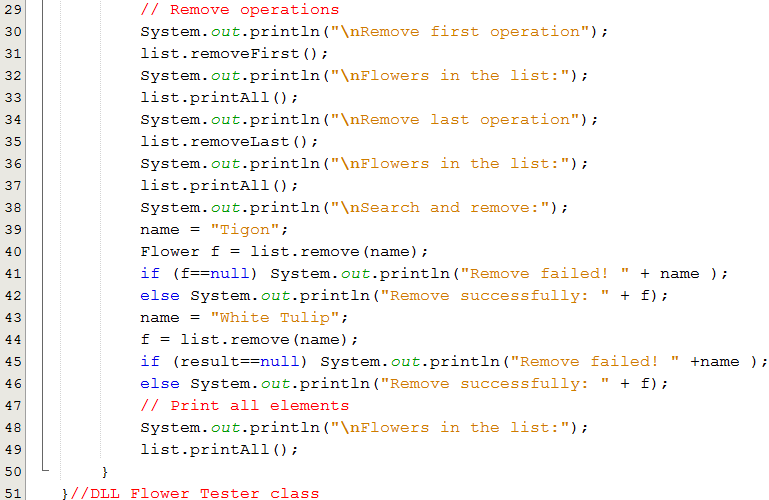 29 // Remove operations
30 System.out.println("\nRemove first operation");
31 list.removeFirst();
32 System.out.println("\nFlowers in the list:");
33 list.printAll();
34 System.out.println("\nRemove last operation");
35 list.removeLast();
36 System.out.println("\nFlowers in the list:");
37 list.printAll();
38 System.out.println("\nSearch and remove:");
39 name = "Tigon";
40 Flower f = list.remove(name);
41 if (f==null) System.out.println("Remove failed! " + name );
42 else System.out.println("Remove successfully: " + f);
43 name = "White Tulip";
44 f = list.remove(name);
45 if (result==null) System.out.println("Remove failed! " +name );
46 else System.out.println("Remove successfully: " + f);
47 // Print all elements
48 System.out.println("\nFlowers in the list:");
49 list.printAll();
50 }
51 }//DLL Flower Tester class